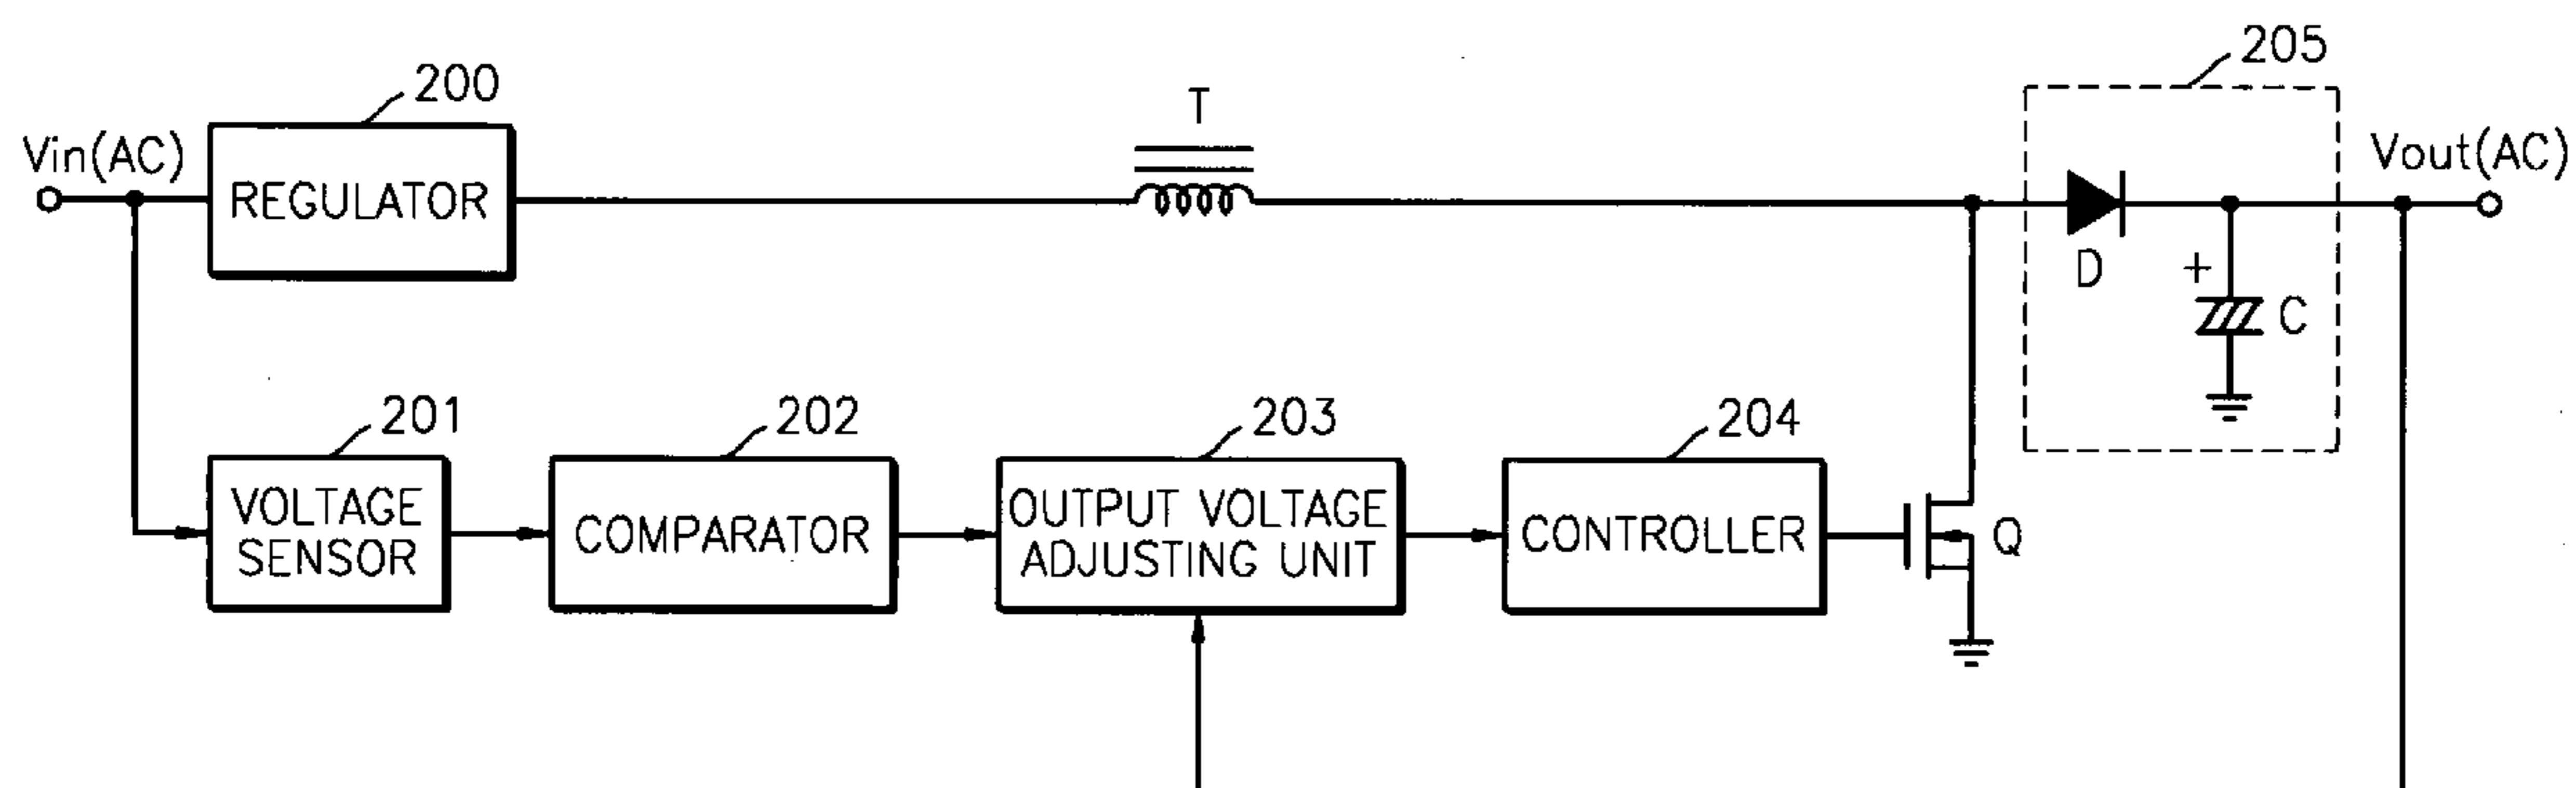 205
200
T
Vin(AC)
Vout(AC)
REGULATOR
D
+
C
201
202
203
204
VOLTAGE
SENSOR
COMPARATOR
OUTPUT VOLTAGE
ADJUSTING UNIT
CONTROLLER
Q